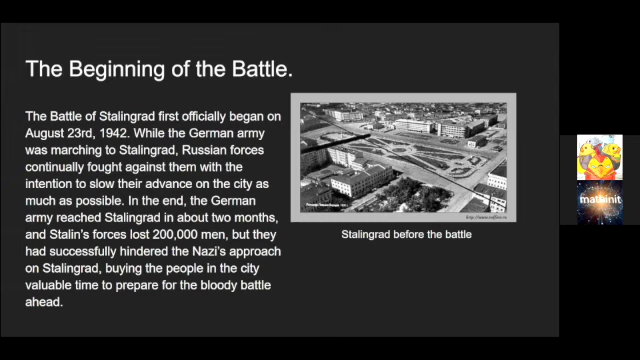 The Beginning of the Battle.
The Battle of Stalingrad first officially began on
August 23rd, 1942. While the German army
was marching to Stalingrad, Russian forces
continually fought against them with the
intention to slow their advance on the city as
much as possible. In the end, the German
army reached Stalingrad in about two months,
and Stalin's forces lost 200,000 men, but they
had successfully hindered the Nazi's approach
on Stalingrad, buying the people in the city
valuable time to prepare for the bloody battle
ahead.
Stalingrad before the battle